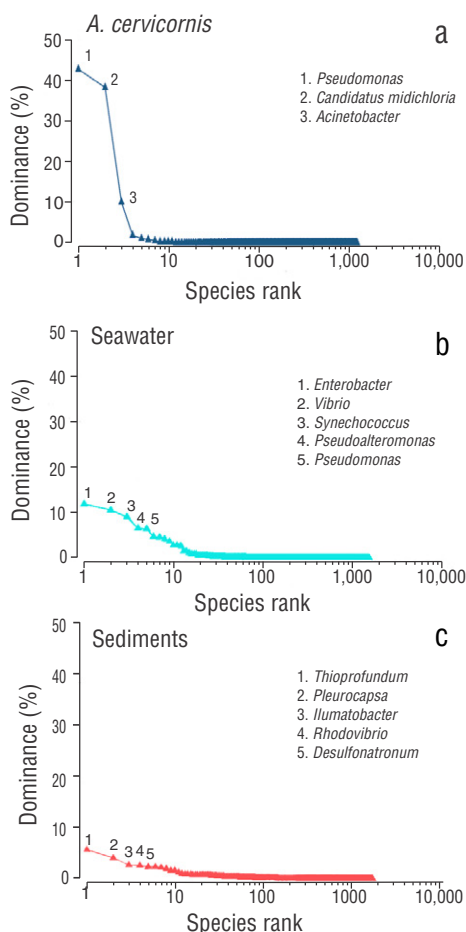 A. cervicornis
a
50
40
30
20
10
0
Dominance (%)
1
2
3
1. Pseudomonas
2. Candidatus midichloria
3. Acinetobacter
1 10 100 1,000 10,000
Species rank
Seawater
b
50
40
30
20
10
0
Dominance (%)
1 2 3 4 5
1. Enterobacter
2. Vibrio
3. Synechococcus
4. Pseudoalteromonas
5. Pseudomonas
1 10 100 1,000 10,000
Species rank
Sediments
c
50
40
30
20
10
0
Dominance (%)
1 2 3 4 5
1. Thioprofundum
2. Pleurocapsa
3. Ilumatobacter
4. Rhodovibrio
5. Desulfonatronum
1 10 100 1,000 10,000
Species rank